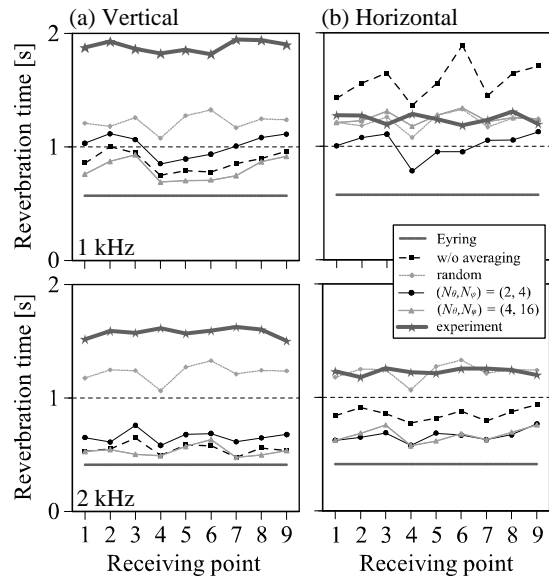 (a) Vertical
(b) Horizontal
Reverbration time [s]
2
1
0
1 kHz
Eyring
w/o averaging
random
(Nθ,Nφ) = (2, 4)
(Nθ,Nφ) = (4, 16)
experiment
Reverbration time [s]
2
1
0
2 kHz
1 2 3 4 5 6 7 8 9
1 2 3 4 5 6 7 8 9
Receiving point
Receiving point